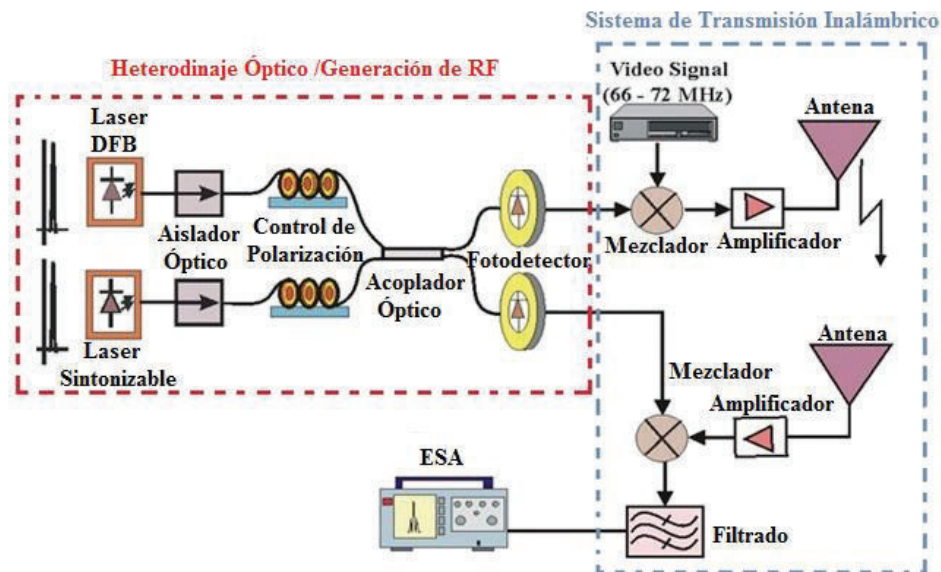 Sistema de Transmisión Inalámbrico
Heterodinaje Óptico /Generación de RF
Video Signal
(66 - 72 MHz)
Antena
Laser
DFB
Aislador
Óptico
Control de
Polarización
Acoplador
Óptico
Fotodetector
Mezclador
Amplificador
Laser
Sintonizable
Antena
Mezclador
Amplificador
ESA
Filtrado